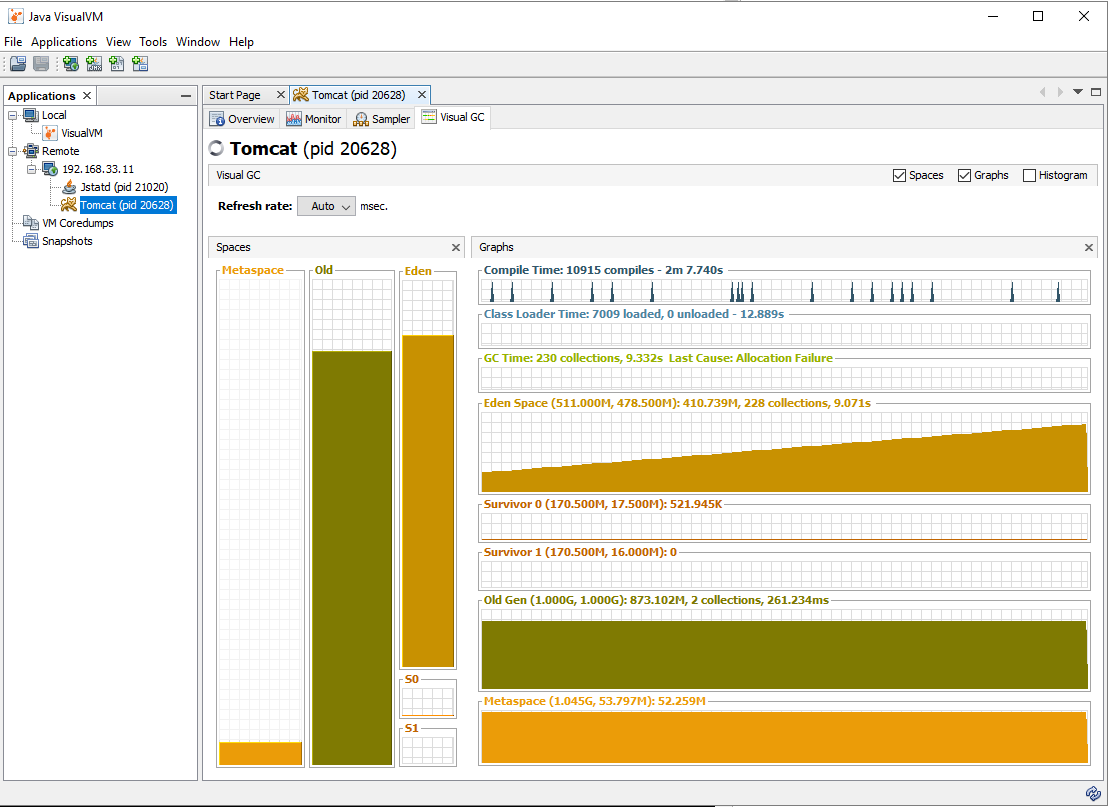 Java VisualVM
File Applications View Tools Window Help
Applications
Local
VisualVM
Remote
192.168.33.11
Jstatd (pid 21020)
Tomcat (pid 20628)
VM Coredumps
Snapshots
Start Page
Tomcat (pid 20628)
Overview Monitor Sampler Visual GC
Tomcat (pid 20628)
Visual GC
Spaces Graphs Histogram
Refresh rate: Auto msec.
Spaces
Metaspace
Old
Eden
S0
S1
Graphs
Compile Time: 10915 compiles - 2m 7.740s
Class Loader Time: 7009 loaded, 0 unloaded - 12.889s
GC Time: 230 collections, 9.332s Last Cause: Allocation Failure
Eden Space (511.000M, 478.500M): 410.739M, 228 collections, 9.071s
Survivor 0 (170.500M, 17.500M): 521.945K
Survivor 1 (170.500M, 16.000M): 0
Old Gen (1.000G, 1.000G): 873.102M, 2 collections, 261.234ms
Metaspace (1.045G, 53.797M): 52.259M